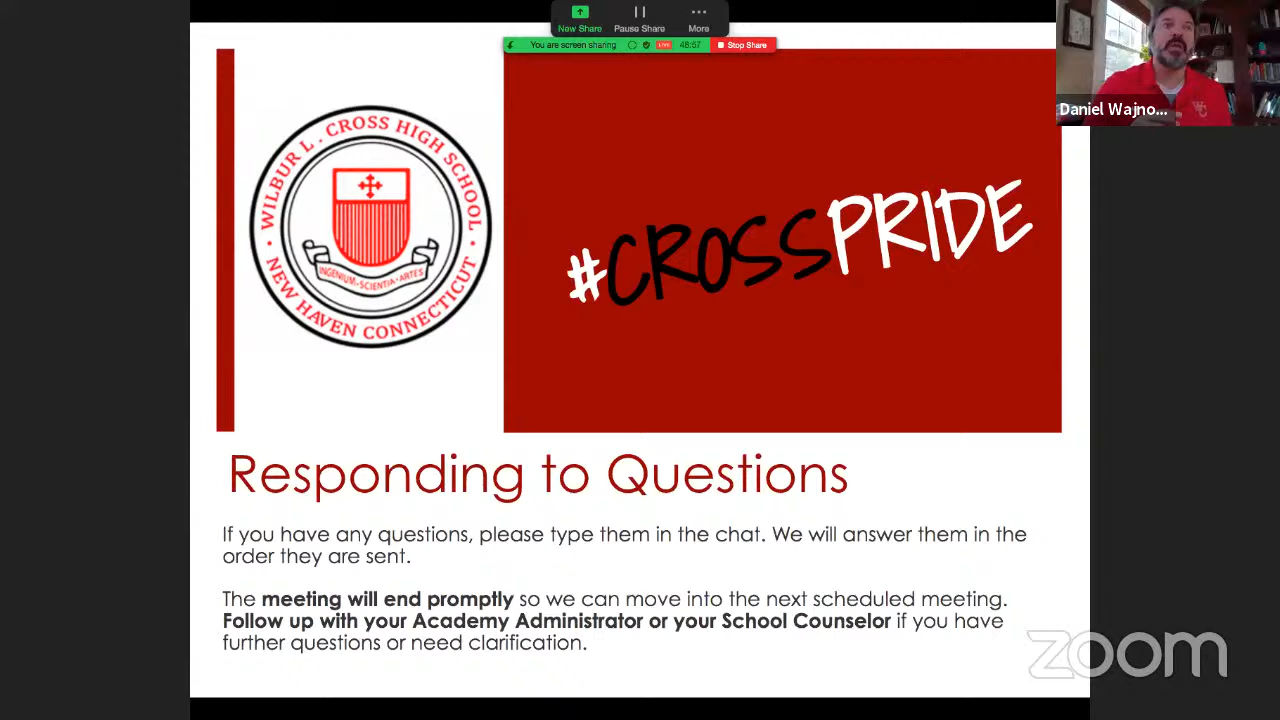 New Share
Pause Share
More
You are screen sharing
LIVE
48:57
Stop Share
Daniel Wajno...
WC
WILBUR L. CROSS HIGH SCHOOL
INGENIUM-SCIENTIA-ARTES
• NEW HAVEN CONNECTICUT •
#CROSSPRIDE
Responding to Questions
If you have any questions, please type them in the chat. We will answer them in the
order they are sent.
The meeting will end promptly so we can move into the next scheduled meeting.
Follow up with your Academy Administrator or your School Counselor if you have
further questions or need clarification.
zoom